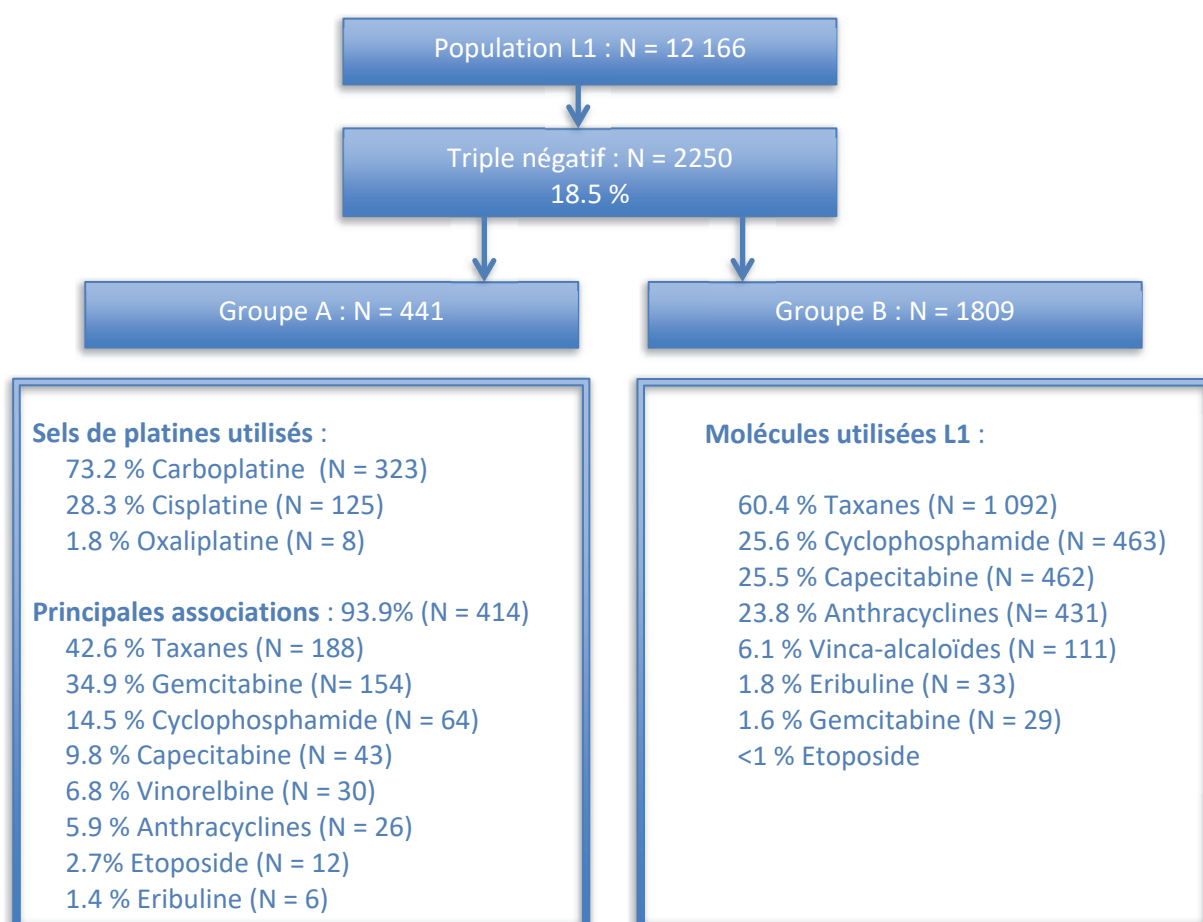 Population L1 : N = 12 166
Triple négatif : N = 2250
18.5 %
Groupe A : N = 441
Groupe B : N = 1809
Sels de platines utilisés :
73.2 % Carboplatine (N = 323)
28.3 % Cisplatine (N = 125)
1.8 % Oxaliplatine (N = 8)
Principales associations : 93.9% (N = 414)
42.6 % Taxanes (N = 188)
34.9 % Gemcitabine (N= 154)
14.5 % Cyclophosphamide (N = 64)
9.8 % Capecitabine (N = 43)
6.8 % Vinorelbine (N = 30)
5.9 % Anthracyclines (N = 26)
2.7% Etoposide (N = 12)
1.4 % Eribuline (N = 6)
Molécules utilisées L1 :
60.4 % Taxanes (N = 1 092)
25.6 % Cyclophosphamide (N = 463)
25.5 % Capecitabine (N = 462)
23.8 % Anthracyclines (N= 431)
6.1 % Vinca-alcaloïdes (N = 111)
1.8 % Eribuline (N = 33)
1.6 % Gemcitabine (N = 29)
<1 % Etoposide